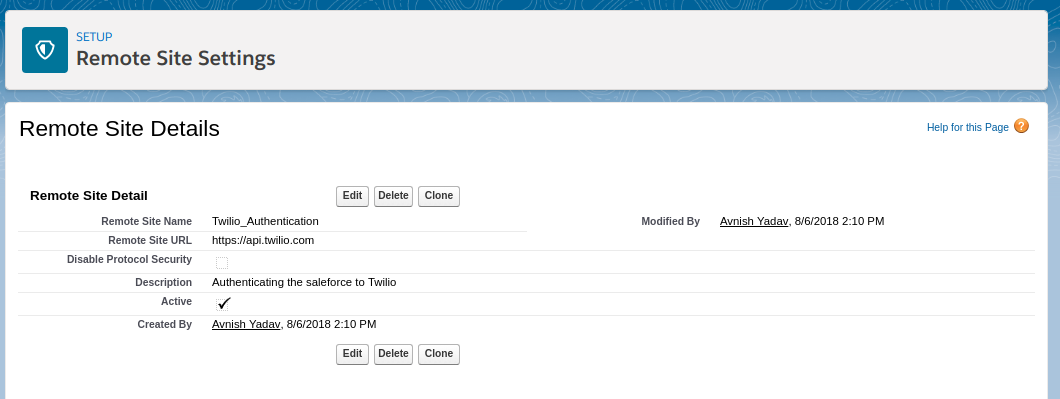 SETUP
Remote Site Settings
Remote Site Details
Help for this Page ?
Remote Site Detail Edit Delete Clone
Remote Site Name Twilio_Authentication Modified By Avnish Yadav, 8/6/2018 2:10 PM
Remote Site URL https://api.twilio.com
Disable Protocol Security
Description Authenticating the saleforce to Twilio
Active
Created By Avnish Yadav, 8/6/2018 2:10 PM
Edit Delete Clone